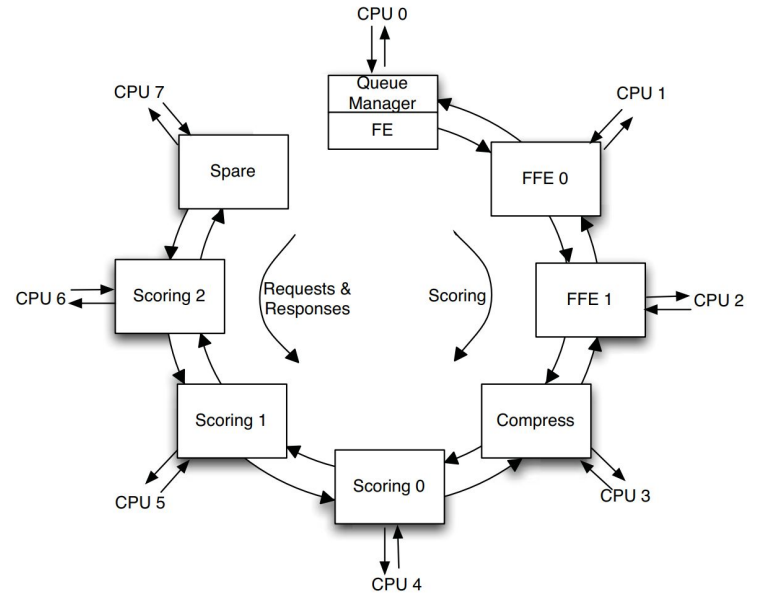 CPU 0
Queue
Manager
FE
CPU 7
CPU 1
Spare
FFE 0
Requests &
Responses
Scoring
CPU 6
Scoring 2
FFE 1
CPU 2
Scoring 1
Compress
CPU 5
Scoring 0
CPU 3
CPU 4